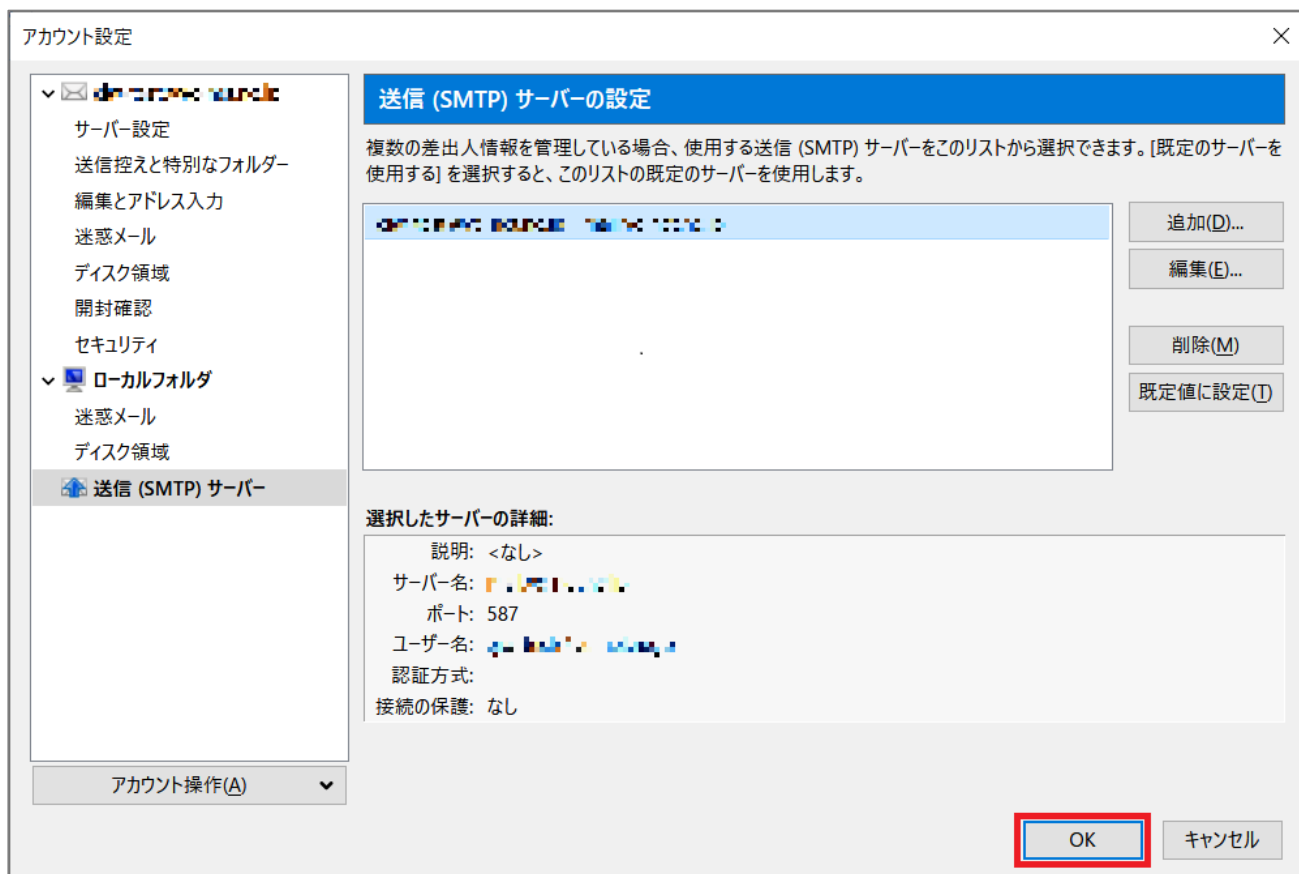 アカウント設定
サーバー設定
送信控えと特別なフォルダー
編集とアドレス入力
迷惑メール
ディスク領域
開封確認
セキュリティ
ローカルフォルダ
迷惑メール
ディスク領域
送信 (SMTP) サーバー
アカウント操作(A)
送信 (SMTP) サーバーの設定
複数の差出人情報を管理している場合、使用する送信 (SMTP) サーバーをこのリストから選択できます。[既定のサーバーを
使用する] を選択すると、このリストの既定のサーバーを使用します。
追加(D)...
編集(E)...
削除(M)
既定値に設定(T)
選択したサーバーの詳細:
説明: <なし>
サーバー名:
ポート: 587
ユーザー名:
認証方式:
接続の保護: なし
OK
キャンセル